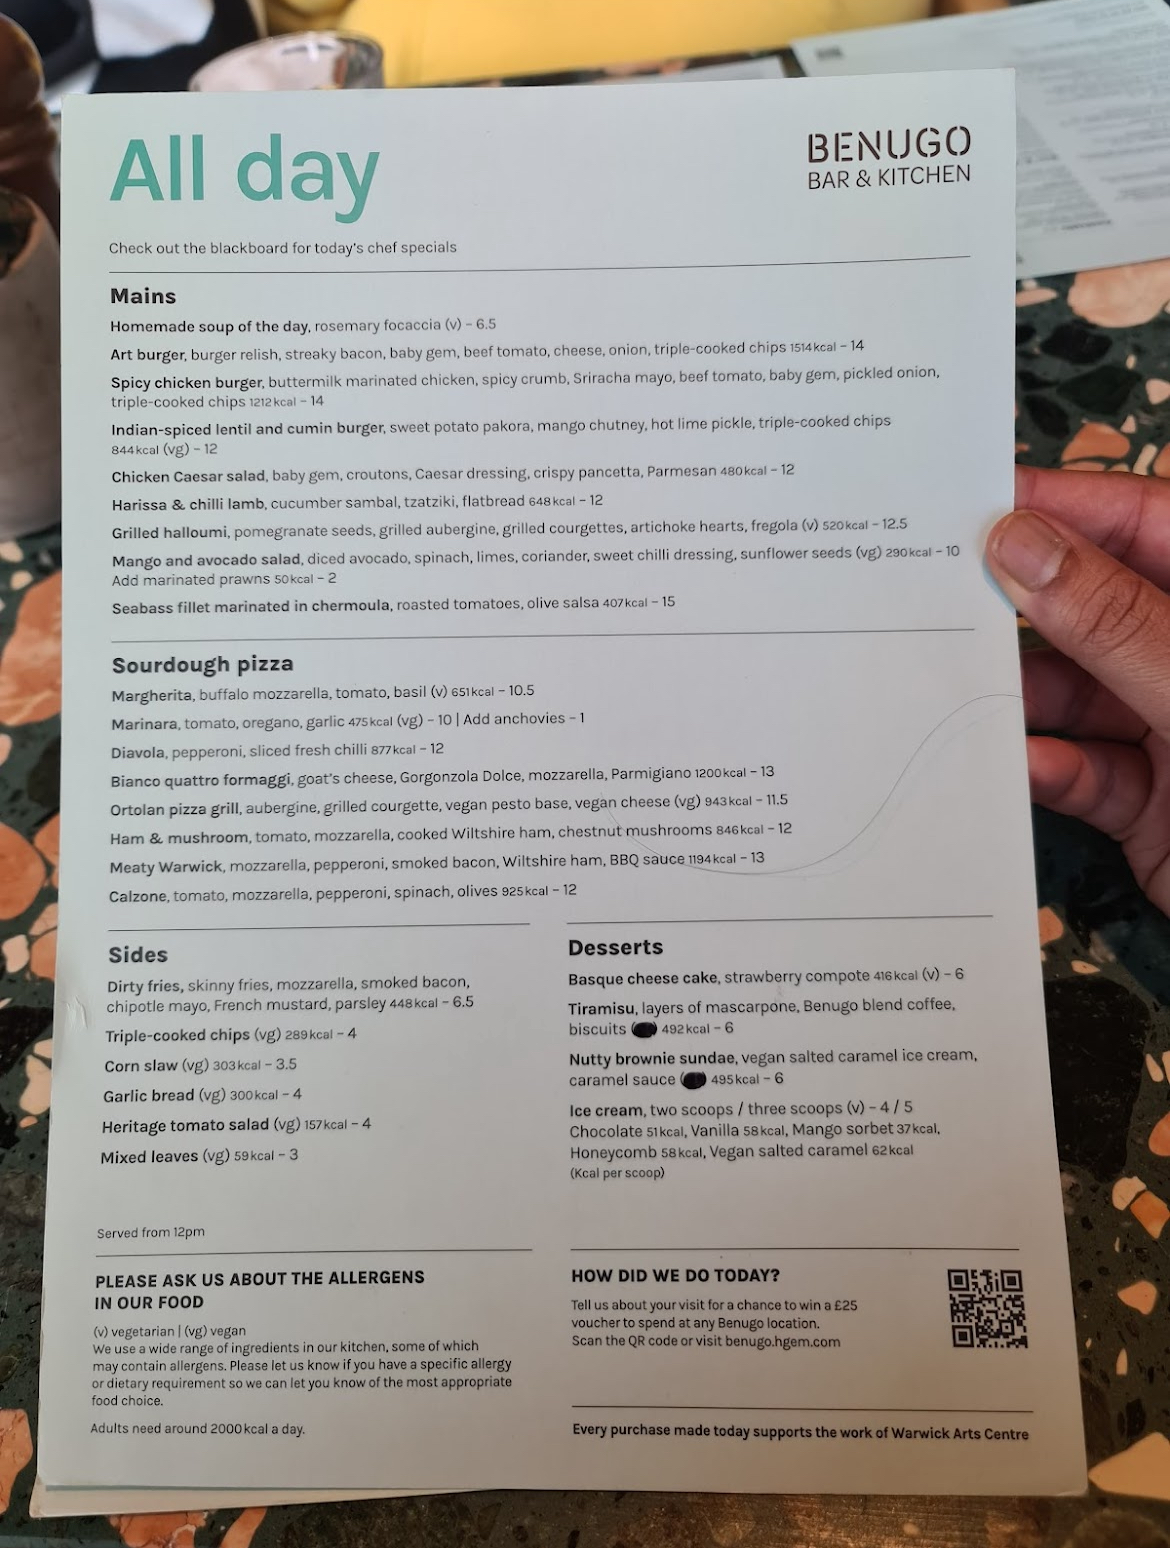 All day
BENUGO
BAR & KITCHEN
Check out the blackboard for today's chef specials
Mains
Homemade soup of the day, rosemary focaccia (v) – 6.5
Art burger, burger relish, streaky bacon, baby gem, beef tomato, cheese, onion, triple-cooked chips 1514kcal – 14
Spicy chicken burger, buttermilk marinated chicken, spicy crumb, Sriracha mayo, beef tomato, baby gem, pickled onion,
triple-cooked chips 1212kcal – 14
Indian-spiced lentil and cumin burger, sweet potato pakora, mango chutney, hot lime pickle, triple-cooked chips
844kcal (vg) – 12
Chicken Caesar salad, baby gem, croutons, Caesar dressing, crispy pancetta, Parmesan 480kcal – 12
Harissa & chilli lamb, cucumber sambal, tzatziki, flatbread 648kcal – 12
Grilled halloumi, pomegranate seeds, grilled aubergine, grilled courgettes, artichoke hearts, fregola (v) 520kcal – 12.5
Mango and avocado salad, diced avocado, spinach, limes, coriander, sweet chilli dressing, sunflower seeds (vg) 290kcal – 10
Add marinated prawns 50kcal – 2
Seabass fillet marinated in chermoula, roasted tomatoes, olive salsa 407kcal – 15
Sourdough pizza
Margherita, buffalo mozzarella, tomato, basil (v) 651kcal – 10.5
Marinara, tomato, oregano, garlic 475kcal (vg) – 10 | Add anchovies – 1
Diavola, pepperoni, sliced fresh chilli 877kcal – 12
Bianco quattro formaggi, goat's cheese, Gorgonzola Dolce, mozzarella, Parmigiano 1200kcal – 13
Ortolan pizza grill, aubergine, grilled courgette, vegan pesto base, vegan cheese (vg) 943kcal – 11.5
Ham & mushroom, tomato, mozzarella, cooked Wiltshire ham, chestnut mushrooms 846kcal – 12
Meaty Warwick, mozzarella, pepperoni, smoked bacon, Wiltshire ham, BBQ sauce 1194kcal – 13
Calzone, tomato, mozzarella, pepperoni, spinach, olives 925kcal – 12
Sides
Dirty fries, skinny fries, mozzarella, smoked bacon,
chipotle mayo, French mustard, parsley 448kcal – 6.5
Triple-cooked chips (vg) 289kcal – 4
Corn slaw (vg) 303kcal – 3.5
Garlic bread (vg) 300kcal – 4
Heritage tomato salad (vg) 157kcal – 4
Mixed leaves (vg) 59kcal – 3
Served from 12pm
Desserts
Basque cheese cake, strawberry compote 416kcal (v) – 6
Tiramisu, layers of mascarpone, Benugo blend coffee,
biscuits ( 492kcal – 6
Nutty brownie sundae, vegan salted caramel ice cream,
caramel sauce ( 495kcal – 6
Ice cream, two scoops / three scoops (v) – 4 / 5
Chocolate 51kcal, Vanilla 58kcal, Mango sorbet 37kcal,
Honeycomb 58kcal, Vegan salted caramel 62kcal
(Kcal per scoop)
PLEASE ASK US ABOUT THE ALLERGENS
IN OUR FOOD
(v) vegetarian | (vg) vegan
We use a wide range of ingredients in our kitchen, some of which
may contain allergens. Please let us know if you have a specific allergy
or dietary requirement so we can let you know of the most appropriate
food choice.
Adults need around 2000kcal a day.
HOW DID WE DO TODAY?
Tell us about your visit for a chance to win a £25
voucher to spend at any Benugo location.
Scan the QR code or visit benugo.hgem.com
Every purchase made today supports the work of Warwick Arts Centre